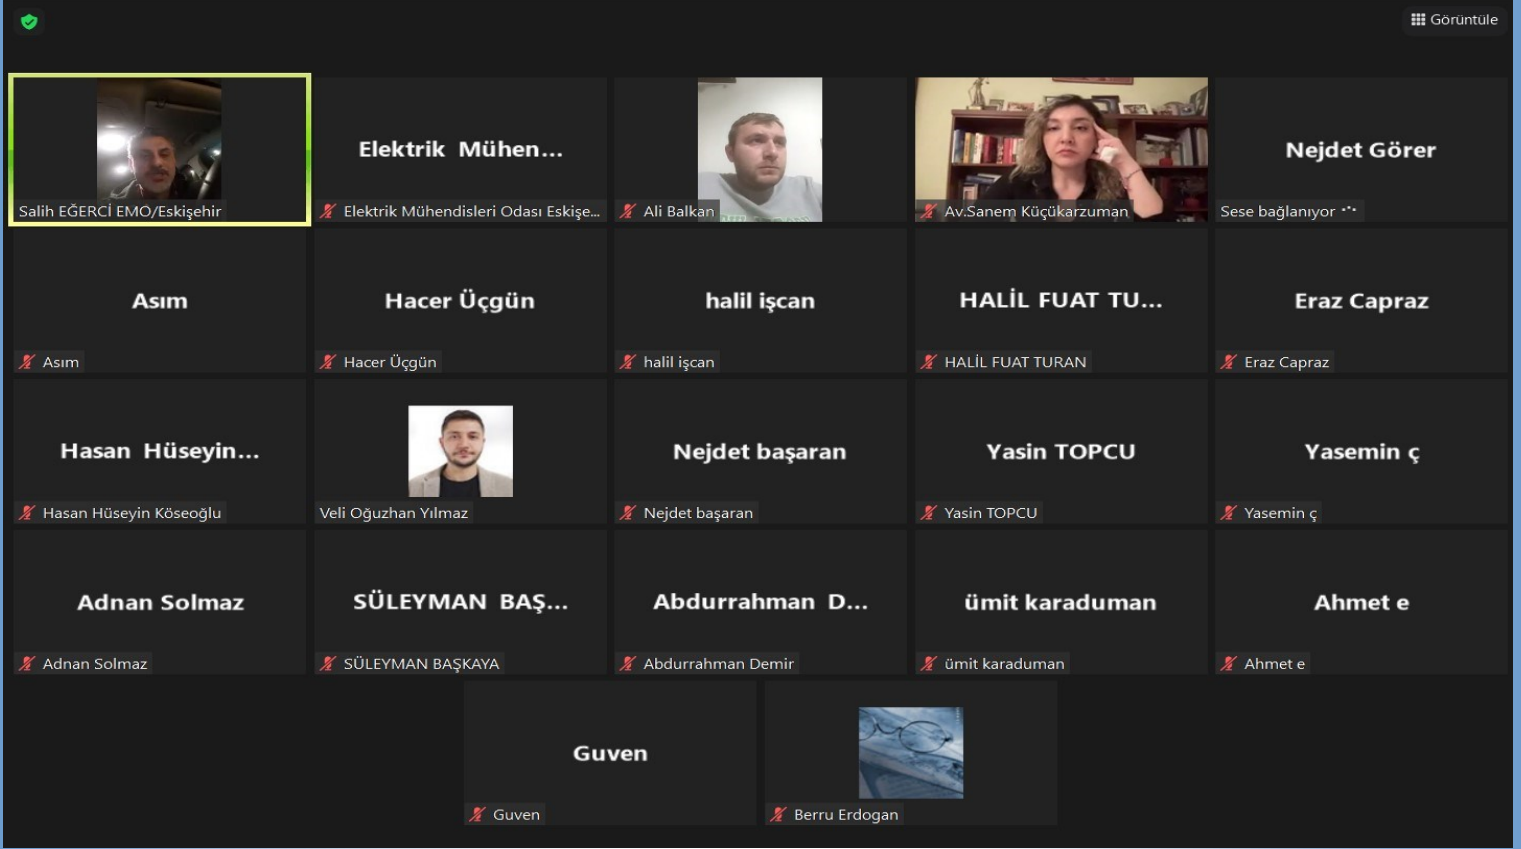 Görüntüle
Salih EĞERCİ EMO/Eskişehir
Elektrik Mühen...
Elektrik Mühendisleri Odası Eskişe...
Ali Balkan
Av.Sanem Küçükarzuman
Nejdet Görer
Sese bağlanıyor
Asım
Asım
Hacer Üçgün
Hacer Üçgün
halil işcan
halil işcan
HALİL FUAT TU...
HALİL FUAT TURAN
Eraz Capraz
Eraz Capraz
Hasan Hüseyin...
Hasan Hüseyin Köseoğlu
Veli Oğuzhan Yılmaz
Nejdet başaran
Nejdet başaran
Yasin TOPCU
Yasin TOPCU
Yasemin ç
Yasemin ç
Adnan Solmaz
Adnan Solmaz
SÜLEYMAN BAŞ...
SÜLEYMAN BAŞKAYA
Abdurrahman D...
Abdurrahman Demir
ümit karaduman
ümit karaduman
Ahmet e
Ahmet e
Guven
Guven
Berru Erdogan